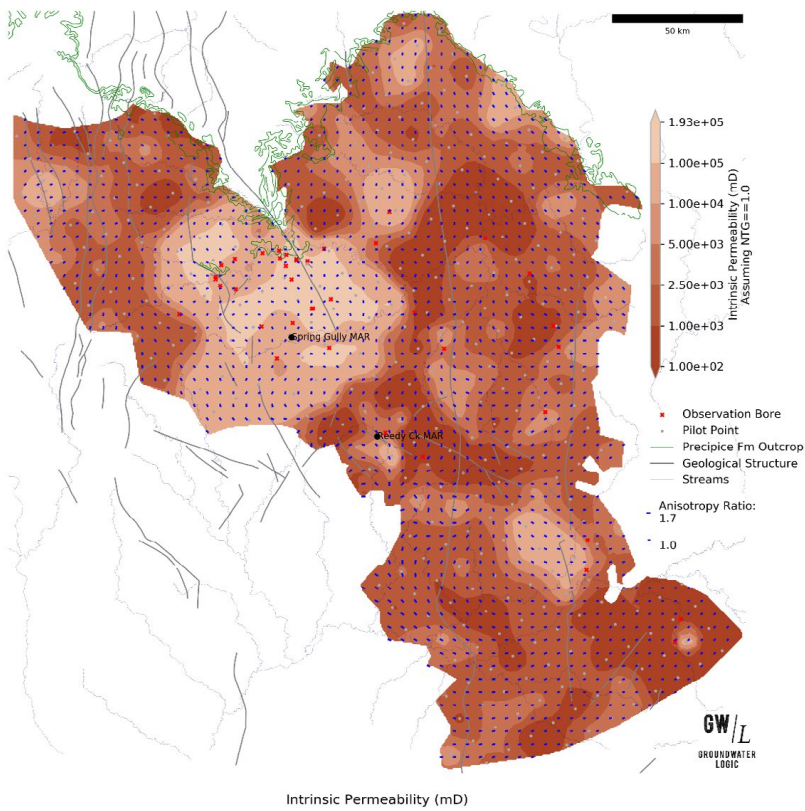 50 km
1.93e+05
1.00e+05
1.00e+04
5.00e+03
2.50e+03
1.00e+03
1.00e+02
Intrinsic Permeability (mD)
Assuming NTG==1.0
Spring Gully MAR
Reedy Ck MAR
Observation Bore
Pilot Point
Precipice Fm Outcrop
Geological Structure
Streams
Anisotropy Ratio:
1.7
1.0
GW/L
GROUNDWATER
LOGIC
Intrinsic Permeability (mD)